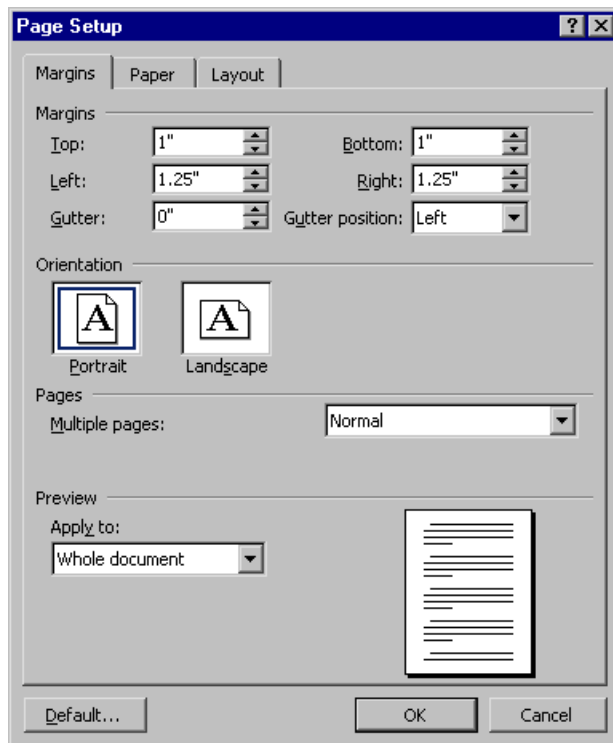 Page Setup
Margins Paper Layout
Margins
Top: 1" Bottom: 1"
Left: 1.25" Right: 1.25"
Gutter: 0" Gutter position: Left
Orientation
A A
Portrait Landscape
Pages
Multiple pages: Normal
Preview
Apply to:
Whole document
Default... OK Cancel